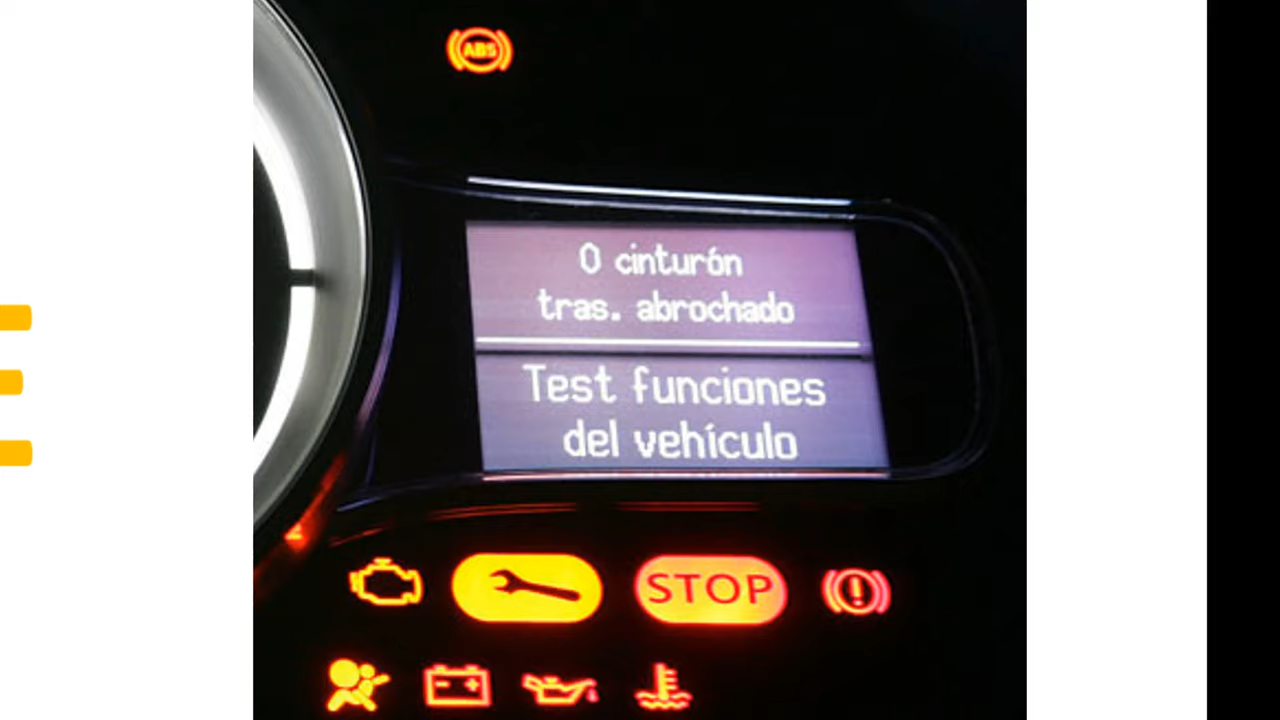 ABS
0 cinturón
tras. abrochado
Test funciones
del vehículo
STOP